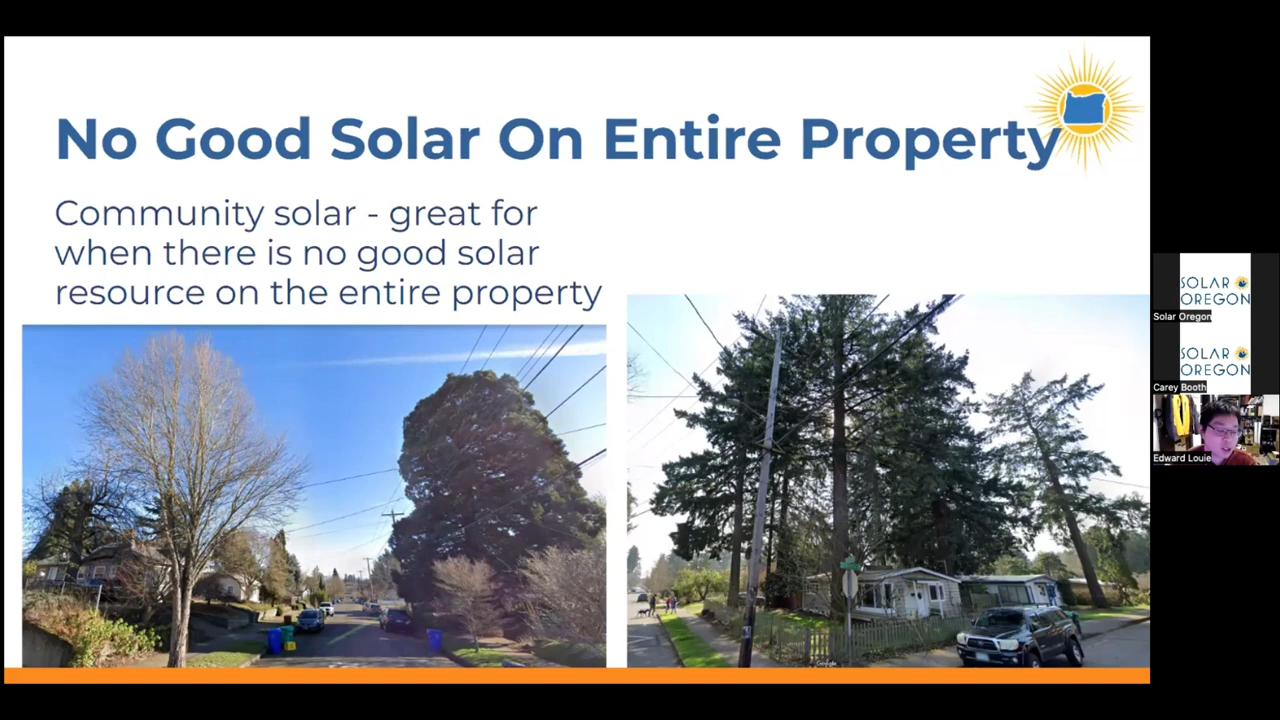 No Good Solar On Entire Property
Community solar - great for
when there is no good solar
resource on the entire property
SOLAR
OREGON
Solar Oregon
SOLAR
OREGON
Carey Booth
Edward Louie
Google